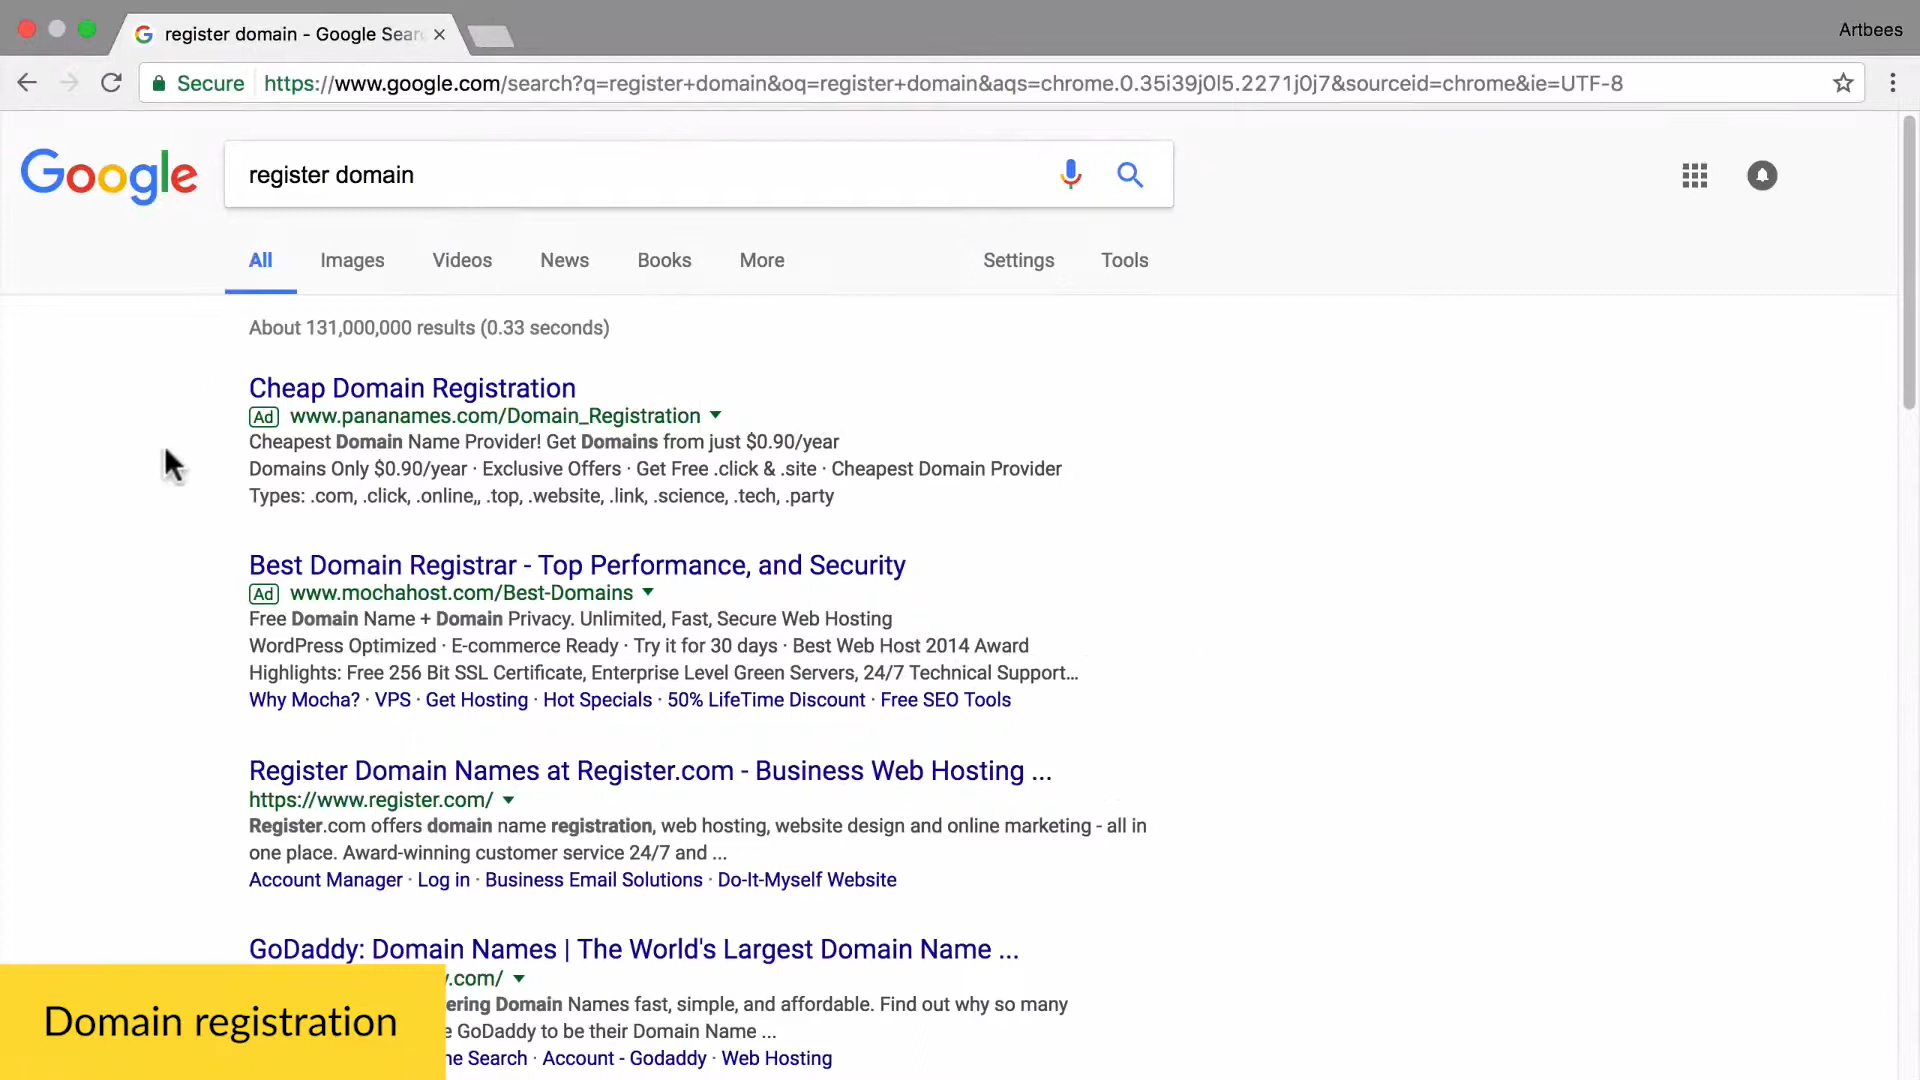 register domain - Google Sear
Artbees
Secure https://www.google.com/search?q=register+domain&oq=register+domain&aqs=chrome.0.35i39j0l5.2271j0j7&sourceid=chrome&ie=UTF-8
Google
register domain
All Images Videos News Books More Settings Tools
About 131,000,000 results (0.33 seconds)
Cheap Domain Registration
Ad www.pananames.com/Domain_Registration
Cheapest Domain Name Provider! Get Domains from just $0.90/year
Domains Only $0.90/year · Exclusive Offers · Get Free .click & .site · Cheapest Domain Provider
Types: .com, .click, .online,, .top, .website, .link, .science, .tech, .party
Best Domain Registrar - Top Performance, and Security
Ad www.mochahost.com/Best-Domains
Free Domain Name + Domain Privacy. Unlimited, Fast, Secure Web Hosting
WordPress Optimized · E-commerce Ready · Try it for 30 days · Best Web Host 2014 Award
Highlights: Free 256 Bit SSL Certificate, Enterprise Level Green Servers, 24/7 Technical Support...
Why Mocha? · VPS · Get Hosting · Hot Specials · 50% LifeTime Discount · Free SEO Tools
Register Domain Names at Register.com - Business Web Hosting ...
https://www.register.com/
Register.com offers domain name registration, web hosting, website design and online marketing - all in
one place. Award-winning customer service 24/7 and ...
Account Manager · Log in · Business Email Solutions · Do-It-Myself Website
GoDaddy: Domain Names | The World's Largest Domain Name ...
.com/
ering Domain Names fast, simple, and affordable. Find out why so many
GoDaddy to be their Domain Name ...
ne Search · Account - Godaddy · Web Hosting
Domain registration